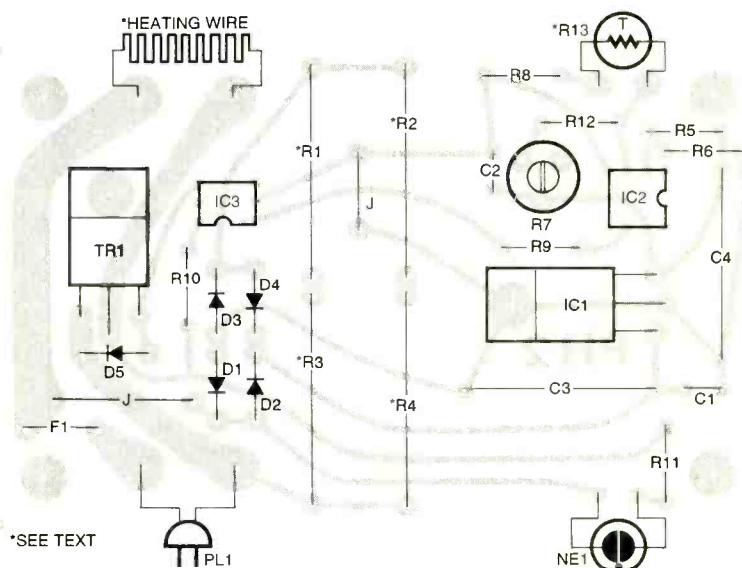 *HEATING WIRE
*R13
T
R8
R12
R5
R6
*R1
*R2
C2
J
IC3
IC2
R7
TR1
R10
R9
C4
D4
D3
IC1
D5
D1
*R3
D2
J
*R4
C3
C1
F1
R11
*SEE TEXT
PL1
NE1